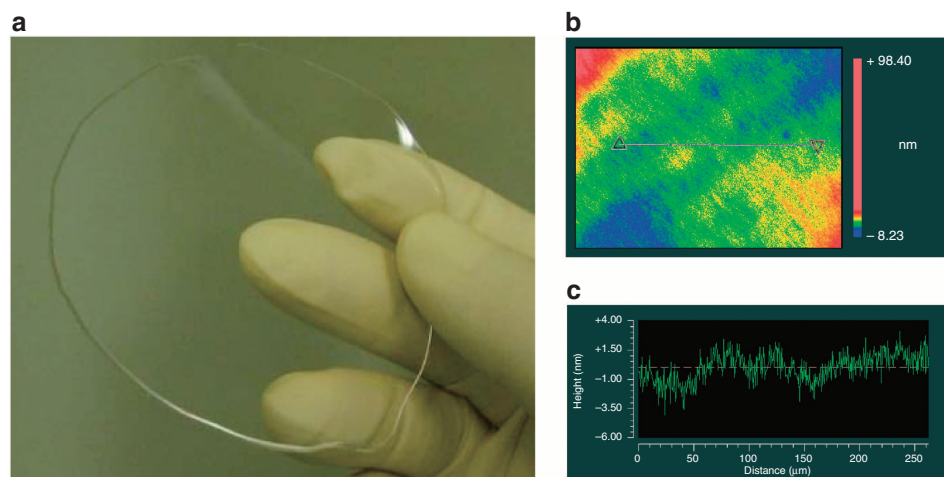 a
b
+ 98.40
nm
– 8.23
c
+4.00
+1.50
–1.00
–3.50
–6.00
Height (nm)
0
50
100
150
200
250
Distance (µm)